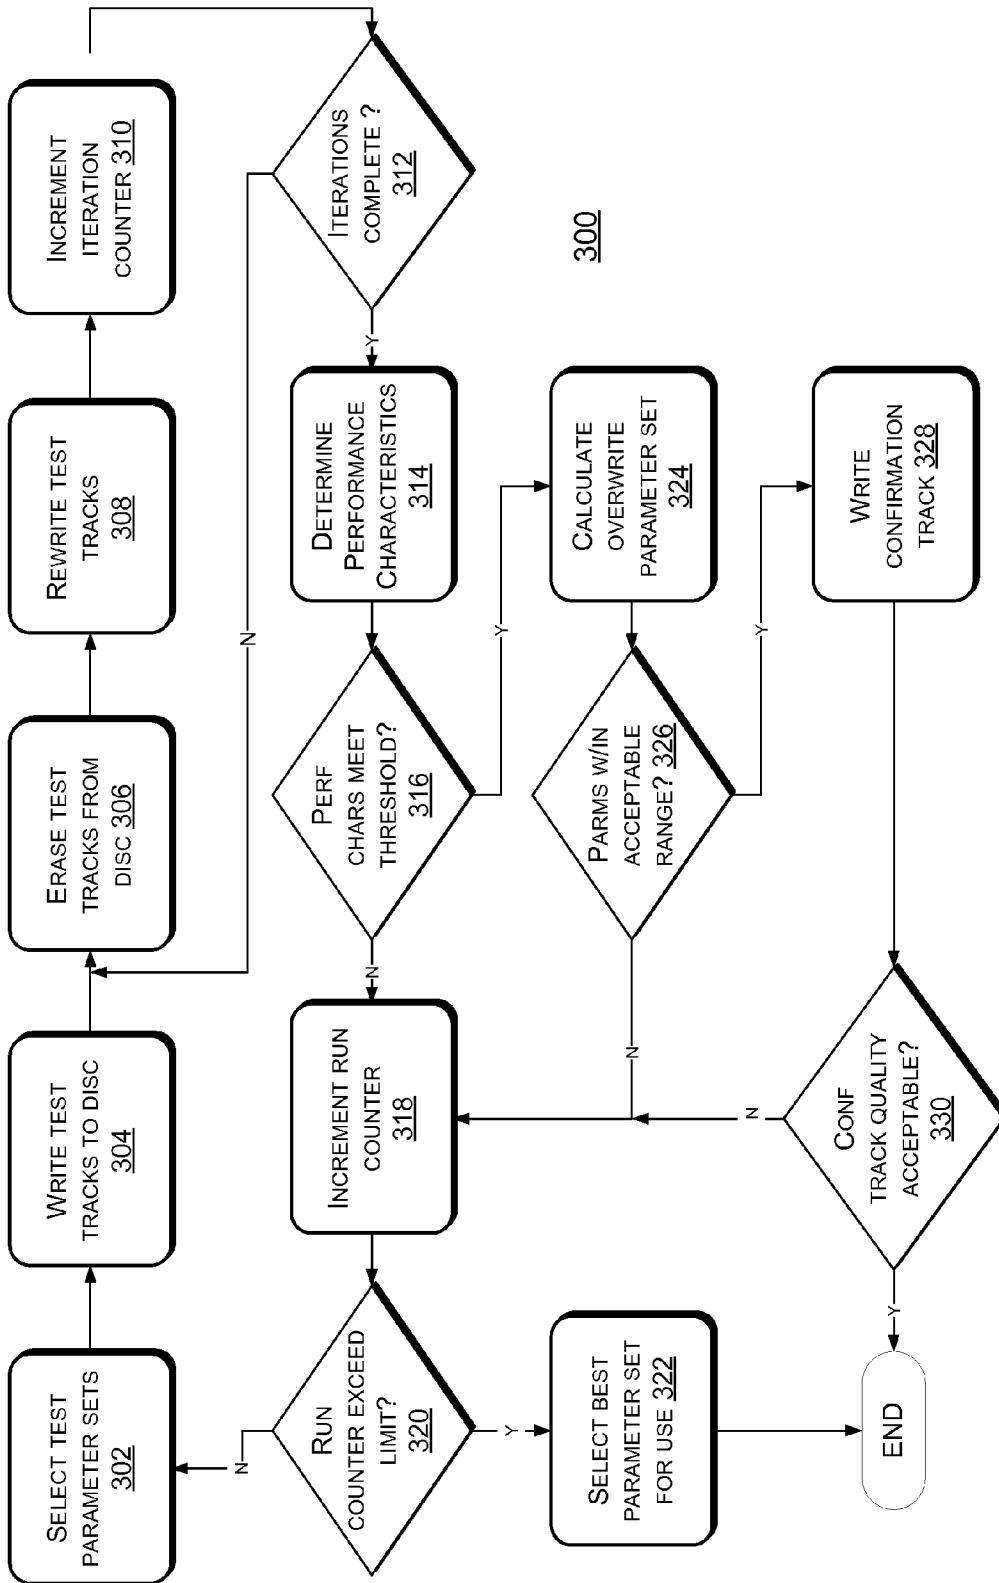 SELECT TEST
PARAMETER SETS
302
WRITE TEST
TRACKS TO DISC
304
ERASE TEST
TRACKS FROM
DISC 306
REWRITE TEST
TRACKS
308
INCREMENT
ITERATION
COUNTER 310
ITERATIONS
COMPLETE ?
312
N
Y
DETERMINE
PERFORMANCE
CHARACTERISTICS
314
PERF
CHARS MEET
THRESHOLD?
316
N
Y
INCREMENT RUN
COUNTER
318
RUN
COUNTER EXCEED
LIMIT?
320
N
Y
SELECT BEST
PARAMETER SET
FOR USE 322
CALCULATE
OVERWRITE
PARAMETER SET
324
PARMS W/IN
ACCEPTABLE
RANGE? 326
N
Y
WRITE
CONFIRMATION
TRACK 328
CONF
TRACK QUALITY
ACCEPTABLE?
330
N
Y
END
300